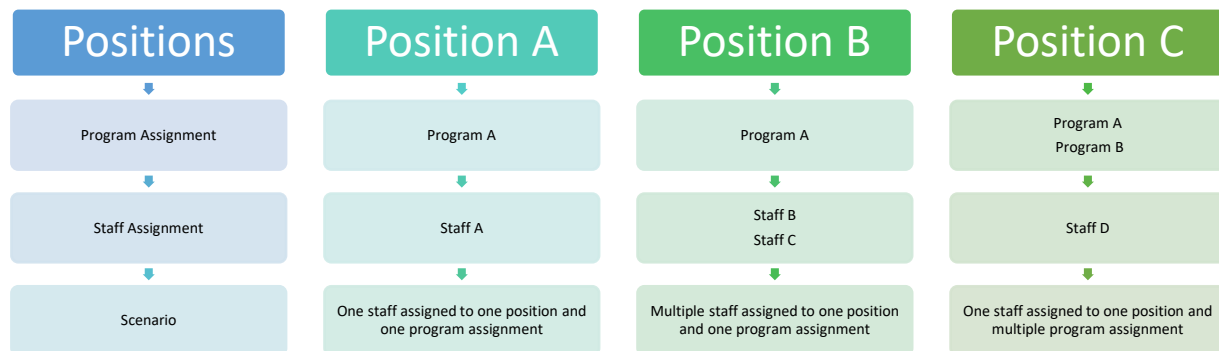 Positions
Program Assignment
Staff Assignment
Scenario
Position A
Program A
Staff A
One staff assigned to one position and
one program assignment
Position B
Program A
Staff B
Staff C
Multiple staff assigned to one position
and one program assignment
Position C
Program A
Program B
Staff D
One staff assigned to one position and
multiple program assignment